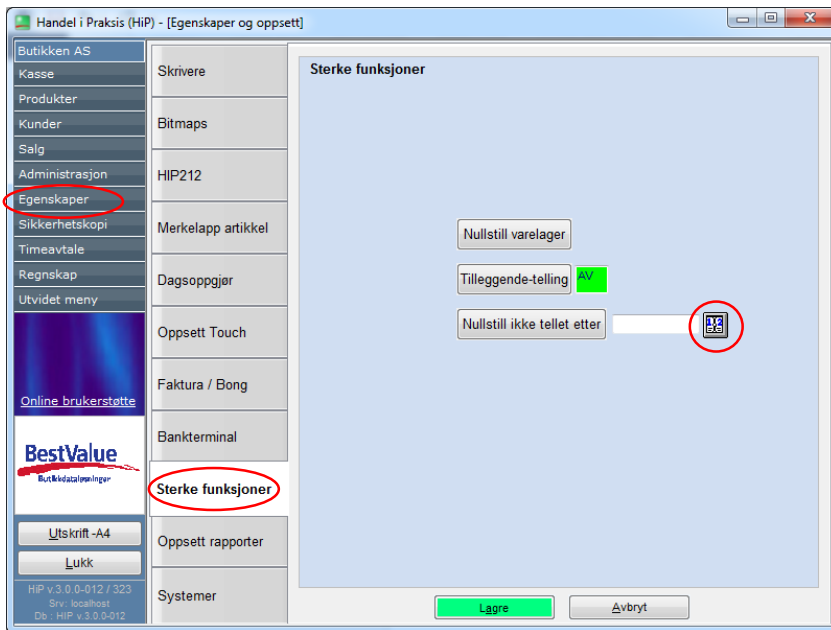 Handel i Praksis (HiP) - [Egenskaper og oppsett]
Butikken AS
Kasse
Produkter
Kunder
Salg
Administrasjon
Egenskaper
Sikkerhetskopi
Timeavtale
Regnskap
Utvidet meny
Online brukerstøtte
BestValue
Butikkdataløsninger
Utskrift -A4
Lukk
HiP v.3.0.0-012 / 323
Srv: localhost
Db : HIP v.3.0.0-012
Skrivere
Bitmaps
HIP212
Merkelapp artikkel
Dagsoppgjør
Oppsett Touch
Faktura / Bong
Bankterminal
Sterke funksjoner
Oppsett rapporter
Systemer
Sterke funksjoner
Nullstill varelager
Tilleggende-telling AV
Nullstill ikke tellet etter
Lagre Avbryt